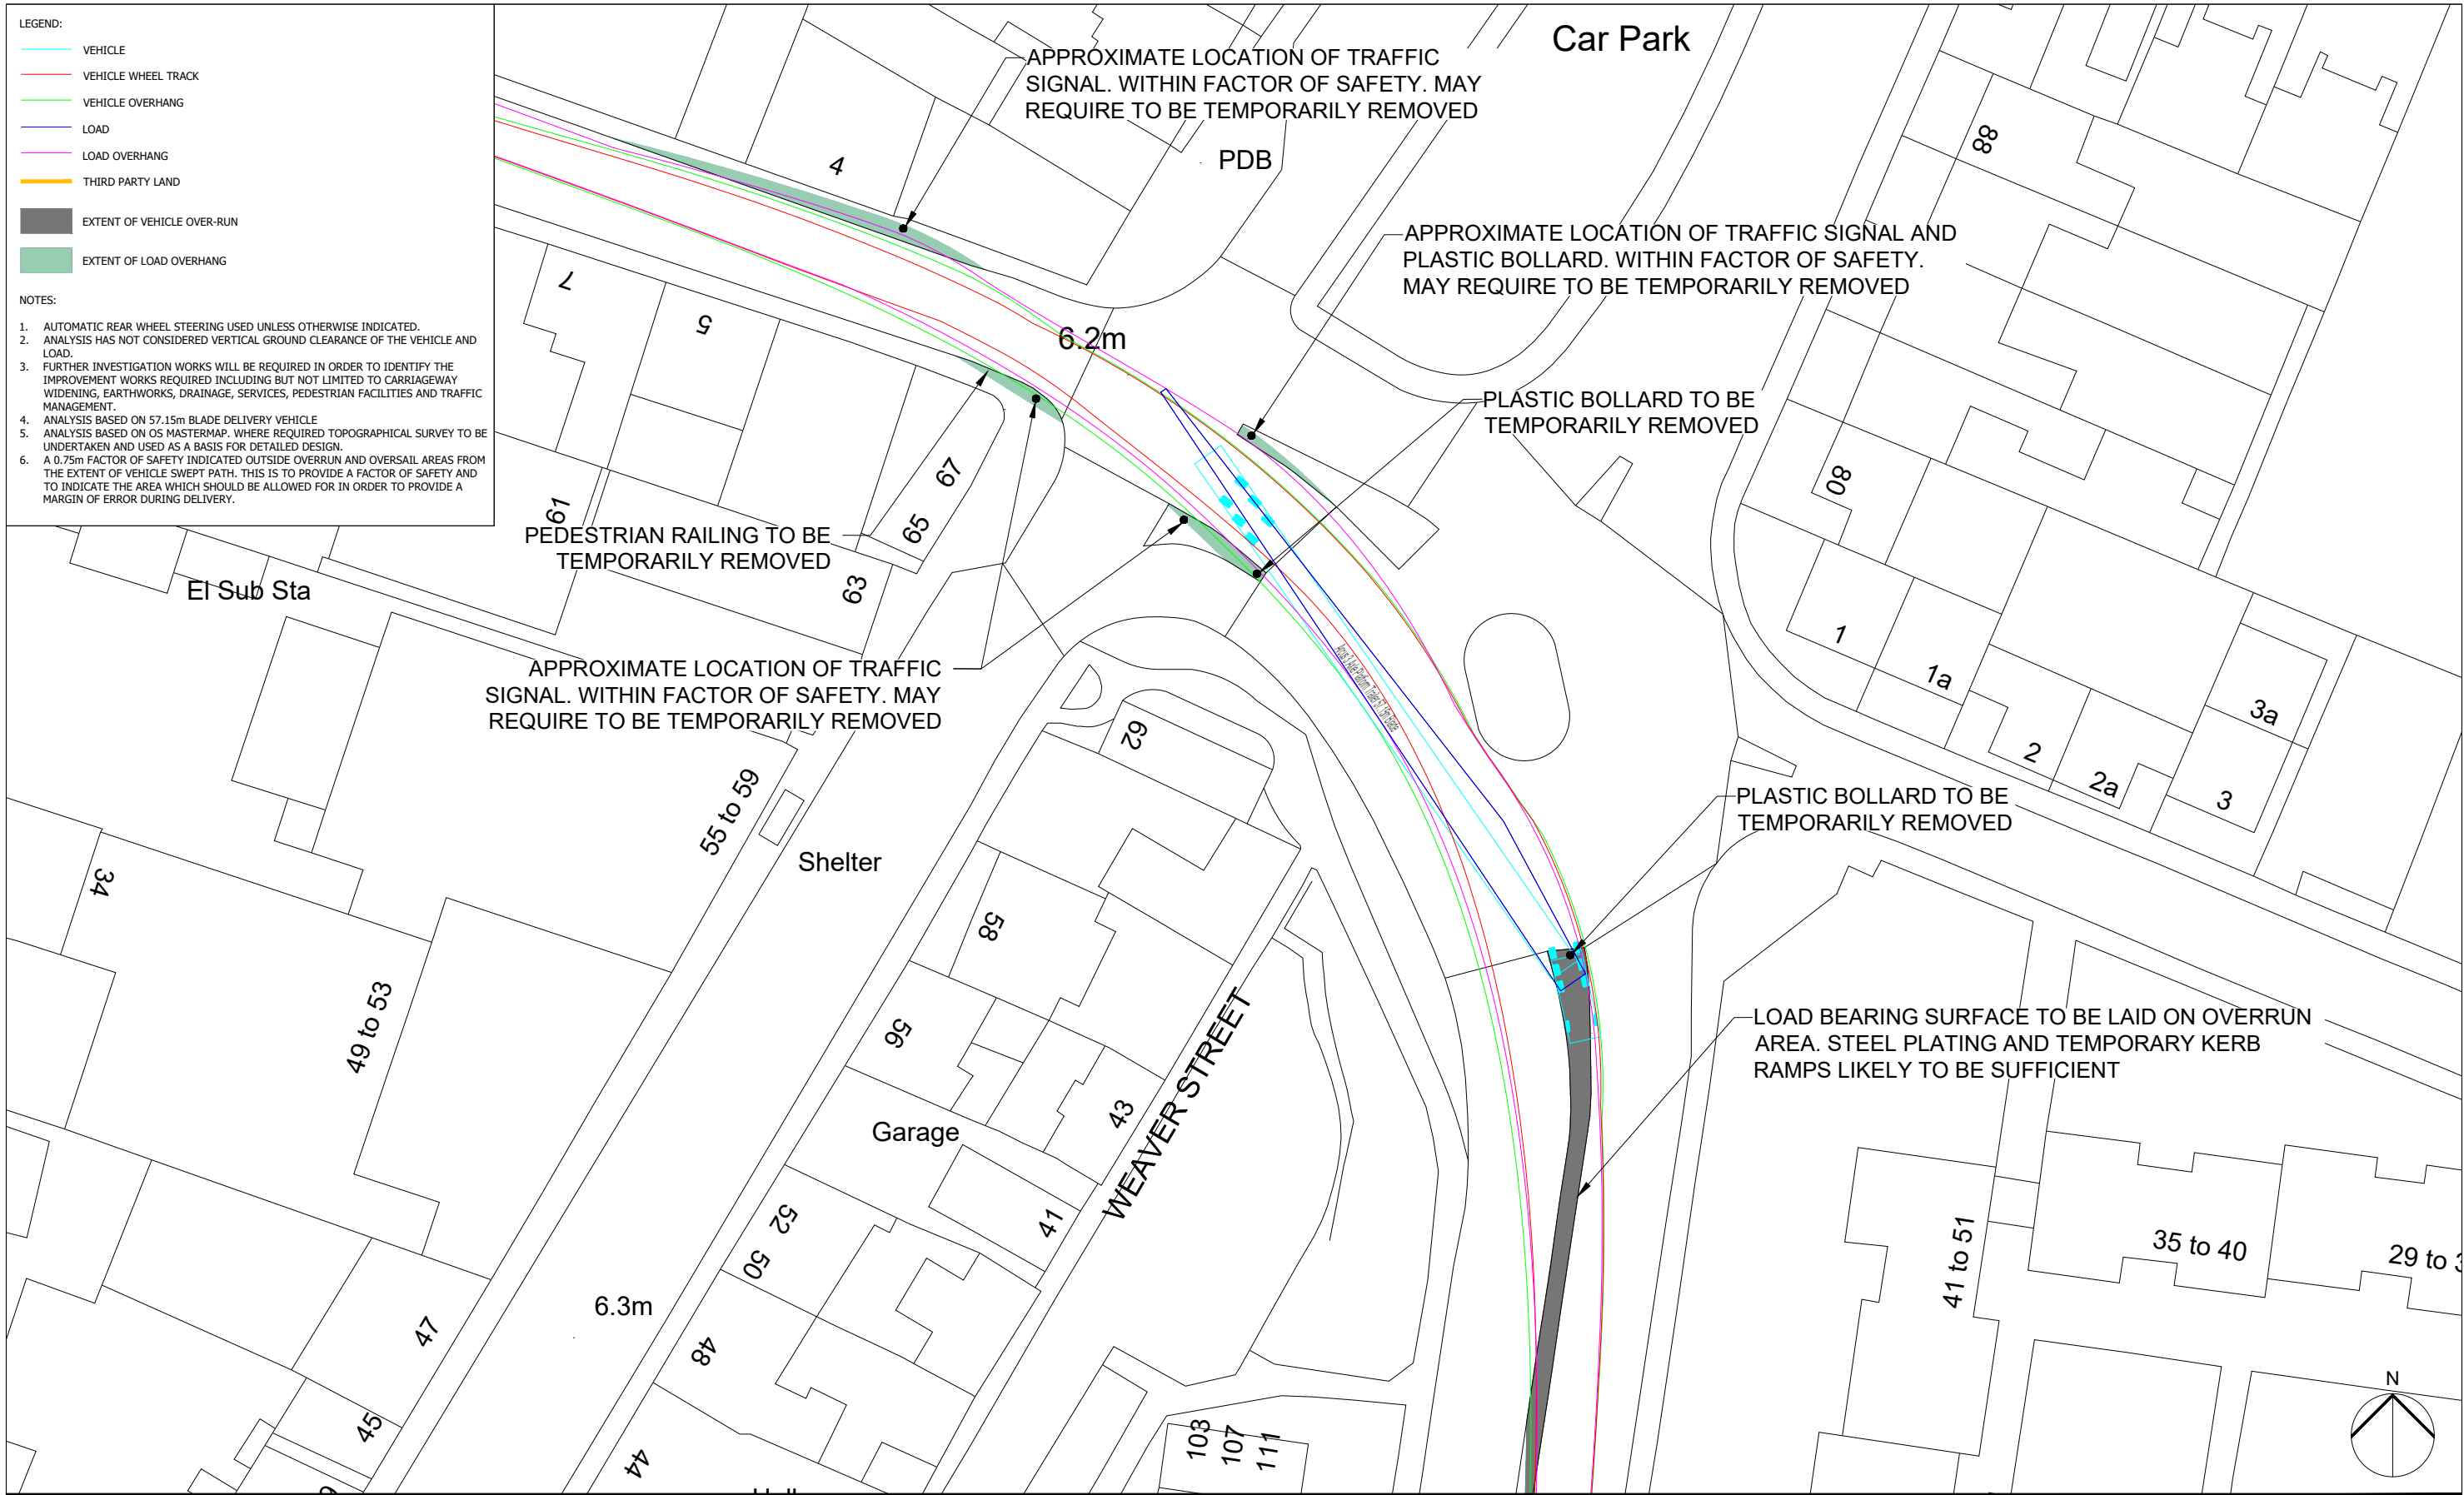 LEGEND:
VEHICLE
VEHICLE WHEEL TRACK
VEHICLE OVERHANG
LOAD
LOAD OVERHANG
THIRD PARTY LAND
EXTENT OF VEHICLE OVER-RUN
EXTENT OF LOAD OVERHANG
NOTES:
1. AUTOMATIC REAR WHEEL STEERING USED UNLESS OTHERWISE INDICATED.
2. ANALYSIS HAS NOT CONSIDERED VERTICAL GROUND CLEARANCE OF THE VEHICLE AND
LOAD.
3. FURTHER INVESTIGATION WORKS WILL BE REQUIRED IN ORDER TO IDENTIFY THE
IMPROVEMENT WORKS REQUIRED INCLUDING BUT NOT LIMITED TO CARRIAGEWAY
WIDENING, EARTHWORKS, DRAINAGE, SERVICES, PEDESTRIAN FACILITIES AND TRAFFIC
MANAGEMENT.
4. ANALYSIS BASED ON 57.15m BLADE DELIVERY VEHICLE
5. ANALYSIS BASED ON OS MASTERMAP. WHERE REQUIRED TOPOGRAPHICAL SURVEY TO BE
UNDERTAKEN AND USED AS A BASIS FOR DETAILED DESIGN.
6. A 0.75m FACTOR OF SAFETY INDICATED OUTSIDE OVERRUN AND OVERSAIL AREAS FROM
THE EXTENT OF VEHICLE SWEPT PATH. THIS IS TO PROVIDE A FACTOR OF SAFETY AND
TO INDICATE THE AREA WHICH SHOULD BE ALLOWED FOR IN ORDER TO PROVIDE A
MARGIN OF ERROR DURING DELIVERY.
Car Park
APPROXIMATE LOCATION OF TRAFFIC
SIGNAL. WITHIN FACTOR OF SAFETY. MAY
REQUIRE TO BE TEMPORARILY REMOVED
PDB
4
88
APPROXIMATE LOCATION OF TRAFFIC SIGNAL AND
PLASTIC BOLLARD. WITHIN FACTOR OF SAFETY.
MAY REQUIRE TO BE TEMPORARILY REMOVED
7
5
6.2m
PLASTIC BOLLARD TO BE
TEMPORARILY REMOVED
80
67
65
61
63
PEDESTRIAN RAILING TO BE
TEMPORARILY REMOVED
El Sub Sta
APPROXIMATE LOCATION OF TRAFFIC
SIGNAL. WITHIN FACTOR OF SAFETY. MAY
REQUIRE TO BE TEMPORARILY REMOVED
1
1a
2
2a
3a
3
62
55 to 59
Shelter
PLASTIC BOLLARD TO BE
TEMPORARILY REMOVED
34
58
49 to 53
56
WEAVER STREET
LOAD BEARING SURFACE TO BE LAID ON OVERRUN
AREA. STEEL PLATING AND TEMPORARY KERB
RAMPS LIKELY TO BE SUFFICIENT
Garage
43
41
52
50
41 to 51
35 to 40
29 to
6.3m
47
48
45
44
103
107
111
N